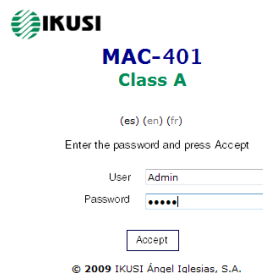 IKUSI
MAC-401
Class A
(es) (en) (fr)
Enter the password and press Accept
User Admin
Password •••••
Accept
© 2009 IKUSI Ángel Iglesias, S.A.